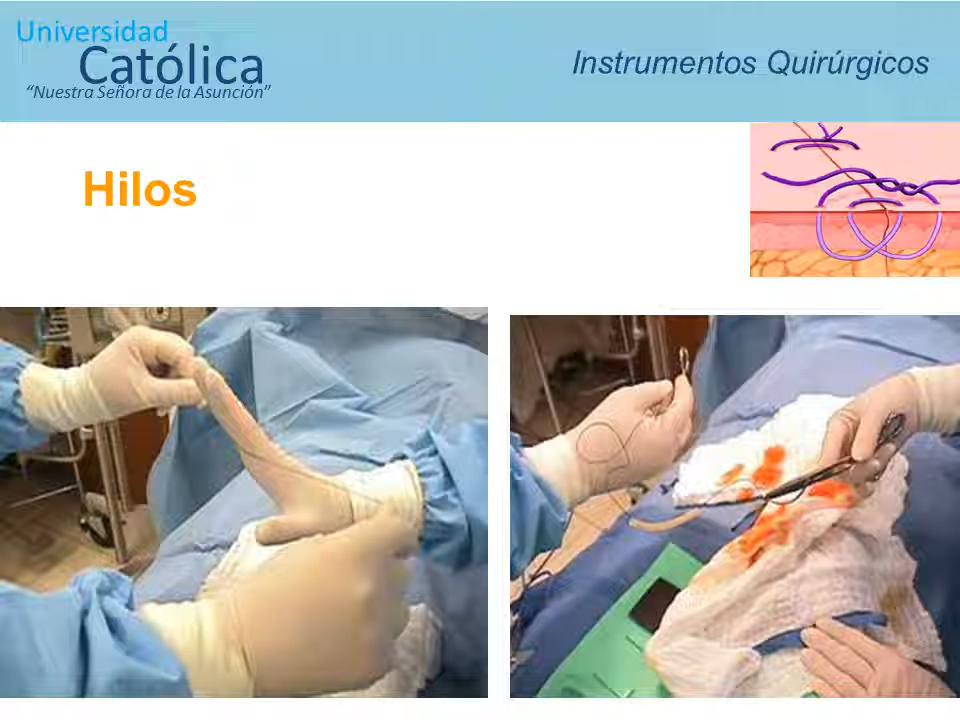 Universidad
Católica
“Nuestra Señora de la Asunción”
Instrumentos Quirúrgicos
Hilos